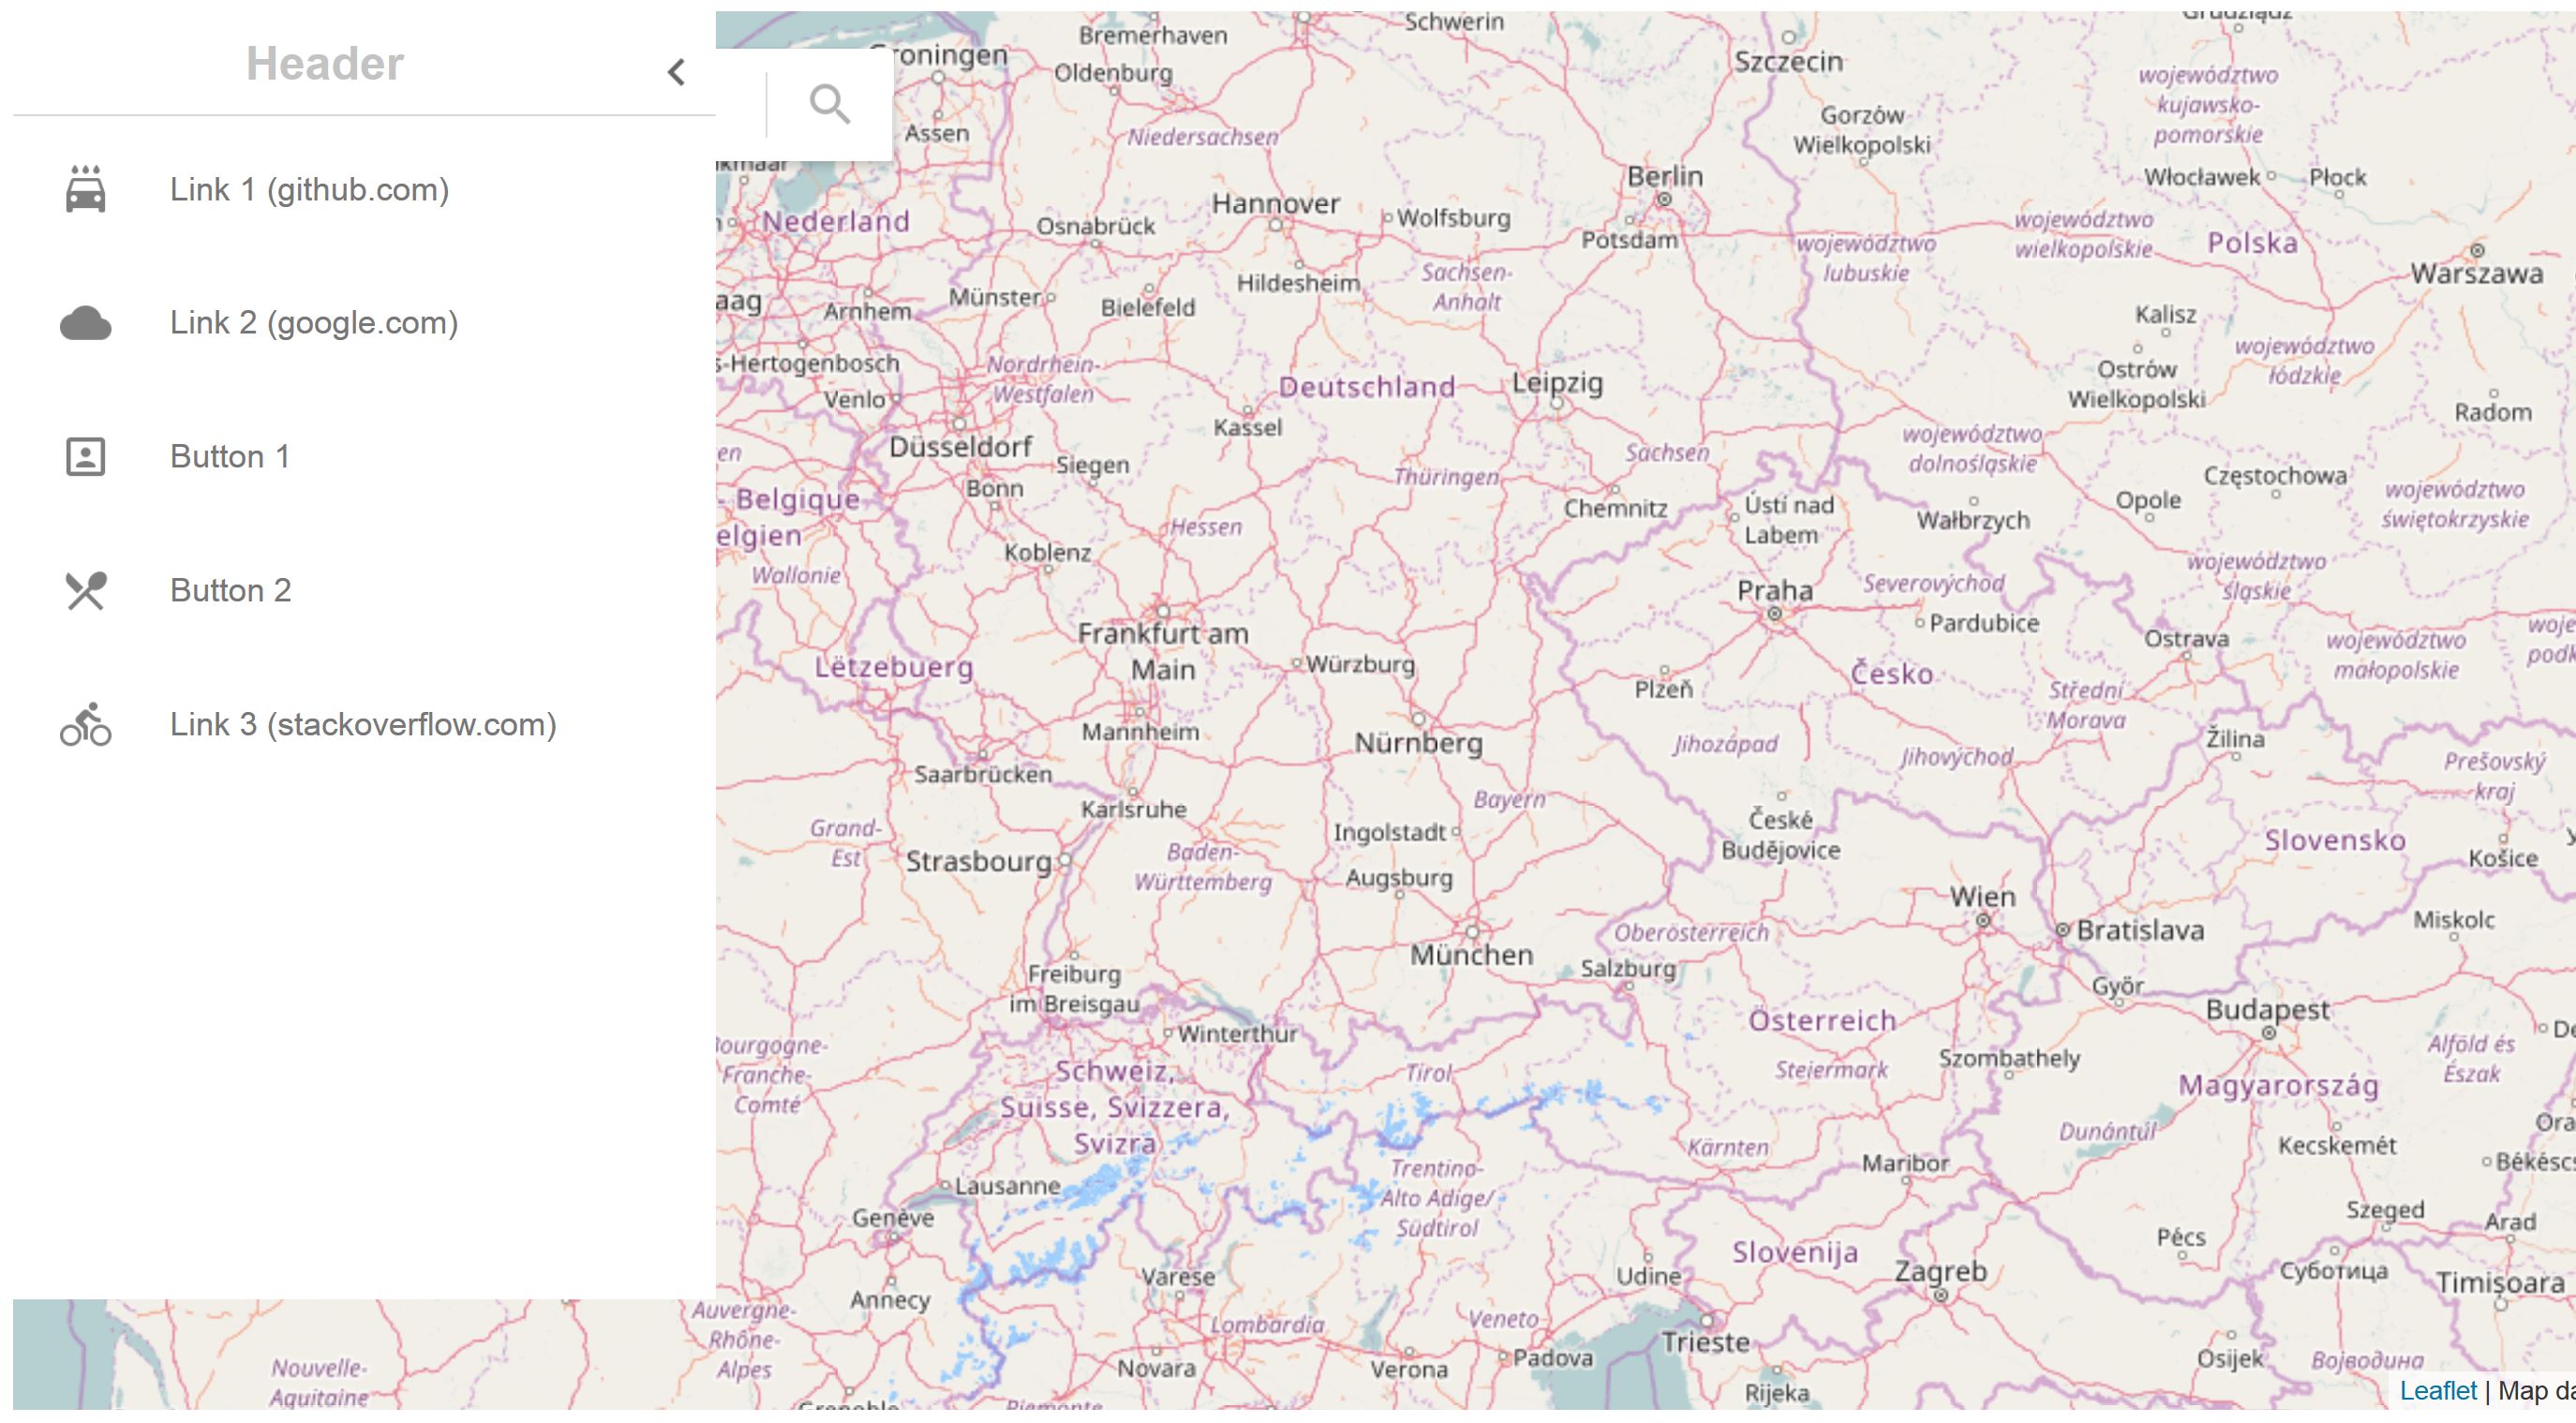 Header
Link 1 (github.com)
Link 2 (google.com)
Button 1
Button 2
Link 3 (stackoverflow.com)
Groningen
Bremerhaven
Oldenburg
Schwerin
Szczecin
Grudziądz
Assen
Niedersachsen
Gorzów
Wielkopolski
województwo
kujawsko-
pomorskie
Berlin
Włocławek
Płock
Nederland
Osnabrück
Hannover
Wolfsburg
Potsdam
województwo
lubuskie
województwo
wielkopolskie
Polska
Warszawa
aag
Arnhem
Münster
Bielefeld
Hildesheim
Sachsen-
Anhalt
Kalisz
s-Hertogenbosch
Venlo
Nordrhein-
Westfalen
Deutschland
Leipzig
Ostrów
Wielkopolski
województwo
łódzkie
Radom
Düsseldorf
Kassel
Siegen
Bonn
Thüringen
Sachsen
Chemnitz
województwo
dolnośląskie
Częstochowa
Opole
województwo
świętokrzyskie
en
- Belgique
elgien
Wallonie
Koblenz
Hessen
Ústí nad
Labem
Wałbrzych
województwo
śląskie
Praha
Severovýchod
Pardubice
Lëtzebuerg
Frankfurt am
Main
Würzburg
Plzeň
Česko
Střední
Morava
Ostrava
województwo
małopolskie
woje
podk
Mannheim
Saarbrücken
Nürnberg
Jihozápad
Jihovýchod
Žilina
Prešovský
kraj
Karlsruhe
Grand-
Est
Strasbourg
Baden-
Württemberg
Bayern
Ingolstadt
Augsburg
České
Budějovice
Slovensko
Košice
München
Oberösterreich
Salzburg
Wien
Bratislava
Miskolc
Freiburg
im Breisgau
Winterthur
Győr
Budapest
Österreich
Steiermark
Szombathely
Alföld és
Észak
De
Bourgogne-
Franche-
Comté
Schweiz,
Suisse, Svizzera,
Svizra
Tirol
Magyarország
Dunántúl
Kecskemét
Ora
Békésc
Kärnten
Maribor
Trentino-
Alto Adige/
Südtirol
Lausanne
Genève
Szeged
Arad
Pécs
Slovenija
Zagreb
Udine
Суботица
Timișoara
Annecy
Varese
Auvergne-
Rhône-
Alpes
Lombardia
Veneto
Trieste
Novara
Verona
Padova
Rijeka
Osijek
Војводина
Nouvelle-
Aquitaine
Grenoble
Piemonte
Leaflet | Map da